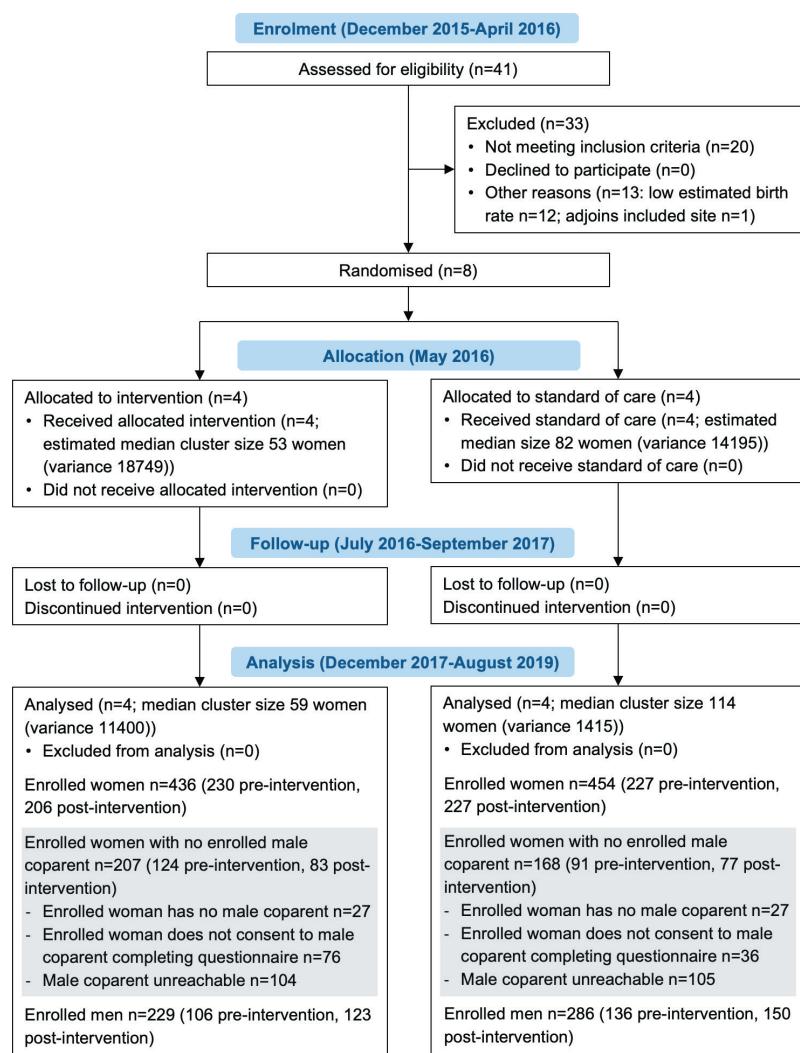 Enrolment (December 2015-April 2016)
Assessed for eligibility (n=41)
Excluded (n=33)
• Not meeting inclusion criteria (n=20)
• Declined to participate (n=0)
• Other reasons (n=13: low estimated birth
rate n=12; adjoins included site n=1)
Randomised (n=8)
Allocation (May 2016)
Allocated to intervention (n=4)
• Received allocated intervention (n=4;
estimated median cluster size 53 women
(variance 18749))
• Did not receive allocated intervention (n=0)
Allocated to standard of care (n=4)
• Received standard of care (n=4; estimated
median size 82 women (variance 14195))
• Did not receive standard of care (n=0)
Follow-up (July 2016-September 2017)
Lost to follow-up (n=0)
Discontinued intervention (n=0)
Lost to follow-up (n=0)
Discontinued intervention (n=0)
Analysis (December 2017-August 2019)
Analysed (n=4; median cluster size 59 women
(variance 11400))
• Excluded from analysis (n=0)
Enrolled women n=436 (230 pre-intervention,
206 post-intervention)
Enrolled women with no enrolled male
coparent n=207 (124 pre-intervention, 83 post-
intervention)
- Enrolled woman has no male coparent n=27
- Enrolled woman does not consent to male
coparent completing questionnaire n=76
- Male coparent unreachable n=104
Enrolled men n=229 (106 pre-intervention, 123
post-intervention)
Analysed (n=4; median cluster size 114
women (variance 1415))
• Excluded from analysis (n=0)
Enrolled women n=454 (227 pre-intervention,
227 post-intervention)
Enrolled women with no enrolled male
coparent n=168 (91 pre-intervention, 77 post-
intervention)
- Enrolled woman has no male coparent n=27
- Enrolled woman does not consent to male
coparent completing questionnaire n=36
- Male coparent unreachable n=105
Enrolled men n=286 (136 pre-intervention, 150
post-intervention)